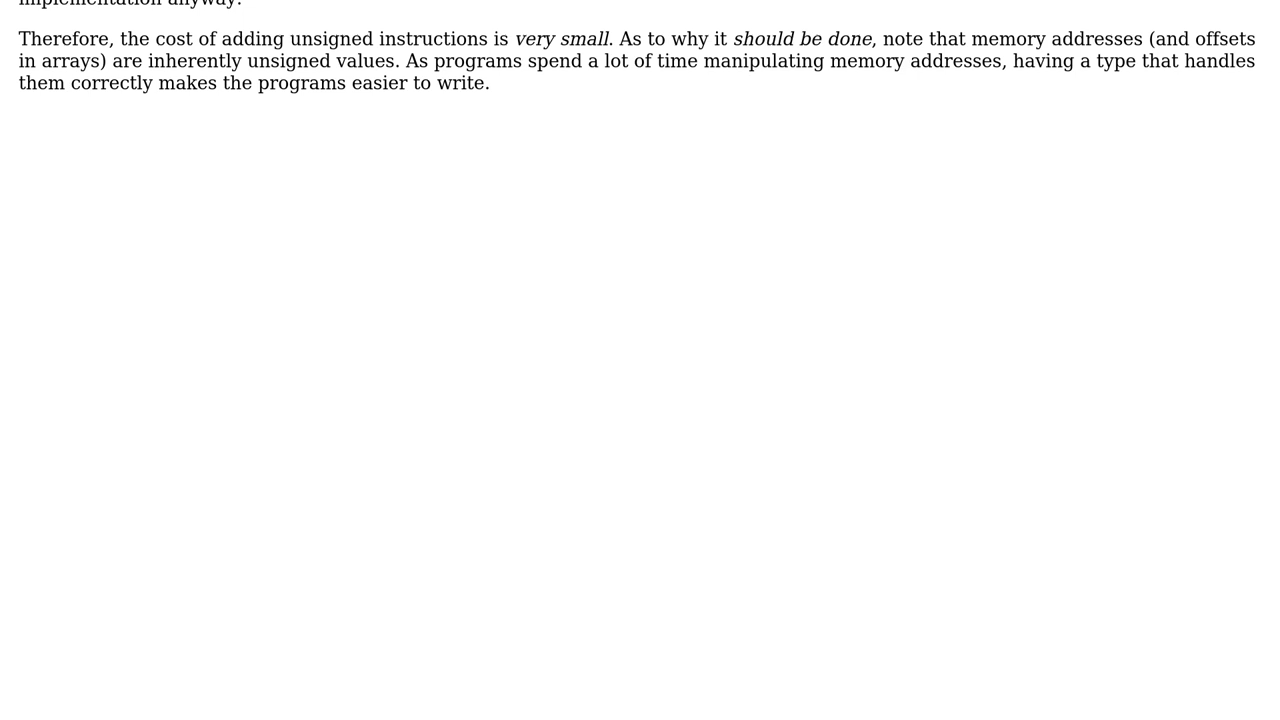 implementation anyway.
Therefore, the cost of adding unsigned instructions is very small. As to why it should be done, note that memory addresses (and offsets
in arrays) are inherently unsigned values. As programs spend a lot of time manipulating memory addresses, having a type that handles
them correctly makes the programs easier to write.